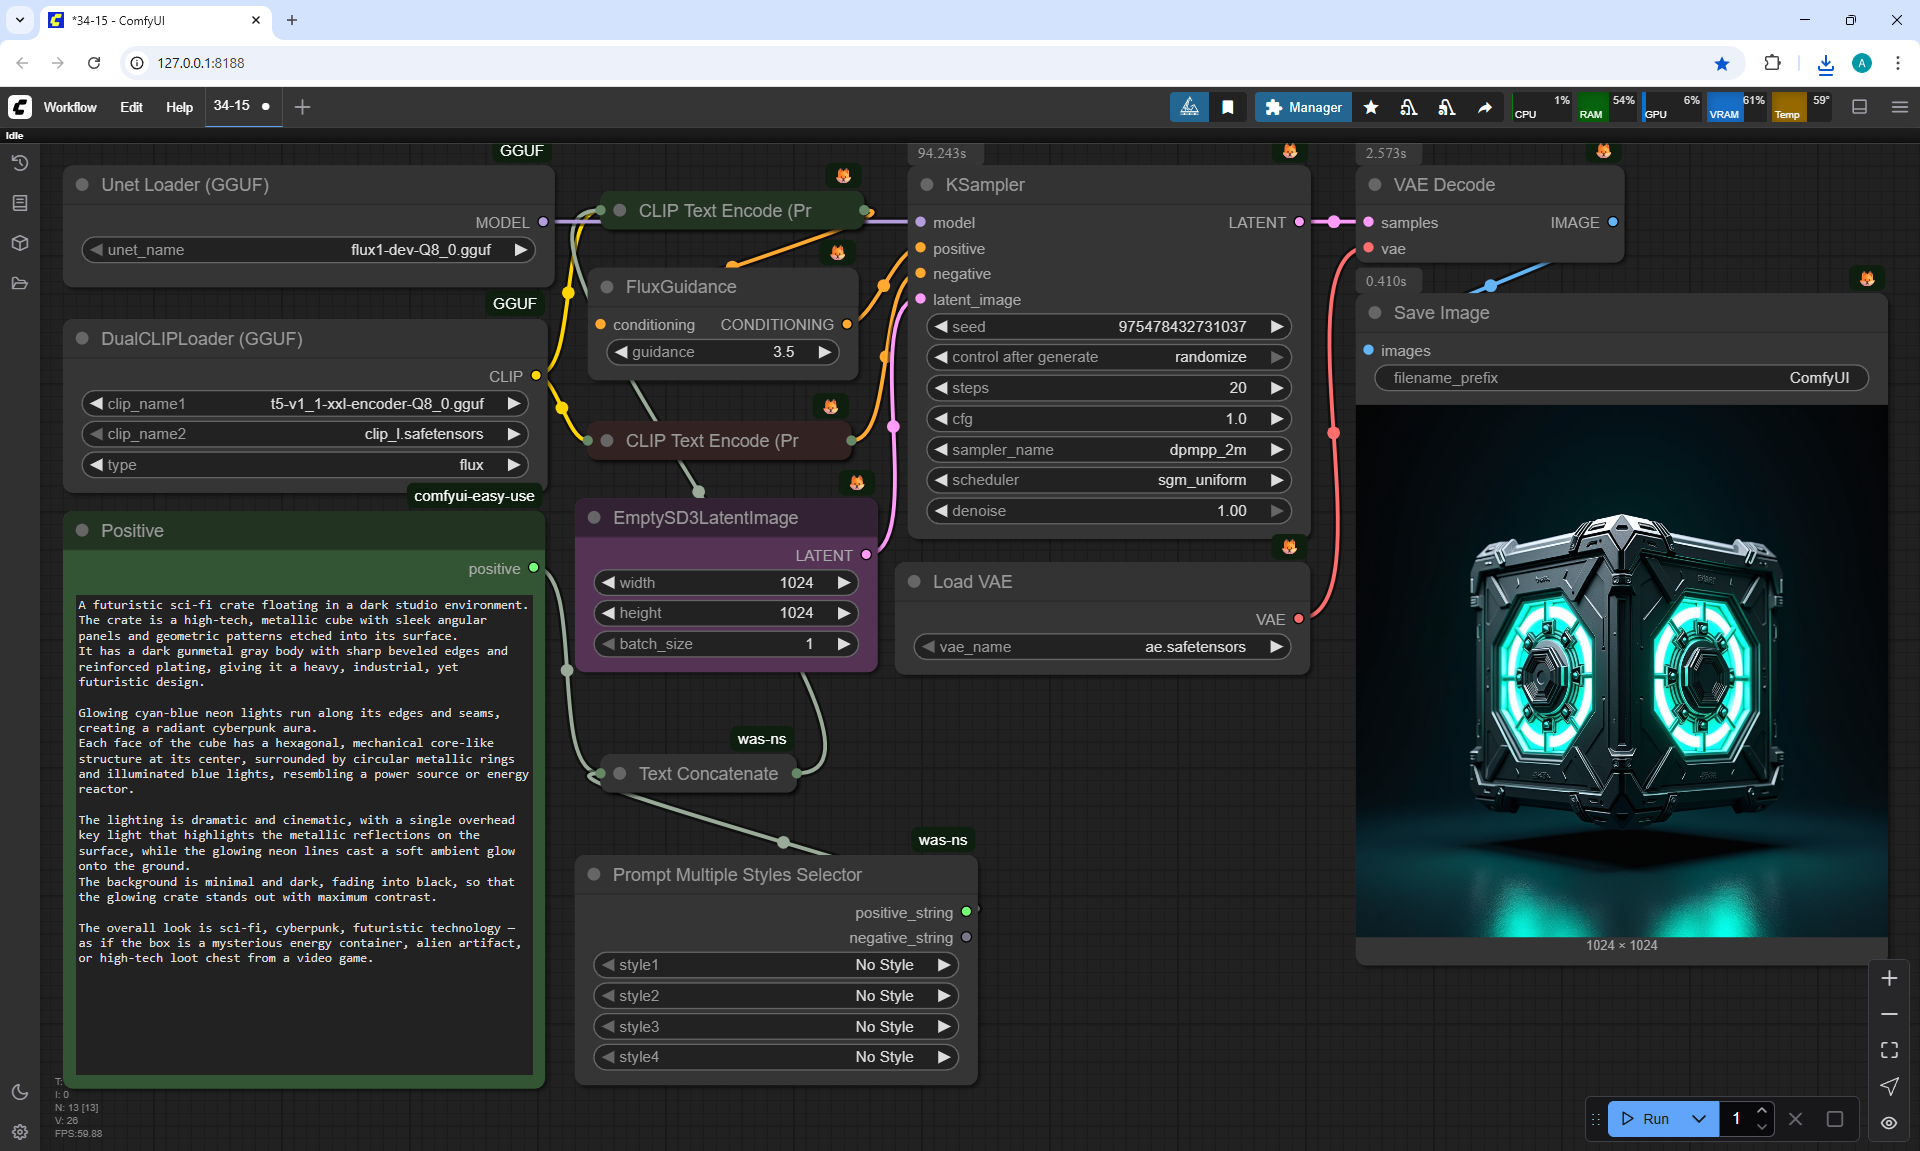 *34-15 - ComfyUI
127.0.0.1:8188
A
Workflow Edit Help 34-15
Manager
CPU 1% RAM 54% GPU 6% VRAM 61% Temp 59°
Idle
GGUF
Unet Loader (GGUF)
MODEL
unet_name flux1-dev-Q8_0.gguf
GGUF
DualCLIPLoader (GGUF)
CLIP
clip_name1 t5-v1_1-xxl-encoder-Q8_0.gguf
clip_name2 clip_l.safetensors
type flux
comfyui-easy-use
Positive
positive
A futuristic sci-fi crate floating in a dark studio environment.
The crate is a high-tech, metallic cube with sleek angular
panels and geometric patterns etched into its surface.
It has a dark gunmetal gray body with sharp beveled edges and
reinforced plating, giving it a heavy, industrial, yet
futuristic design.
Glowing cyan-blue neon lights run along its edges and seams,
creating a radiant cyberpunk aura.
Each face of the cube has a hexagonal, mechanical core-like
structure at its center, surrounded by circular metallic rings
and illuminated blue lights, resembling a power source or energy
reactor.
The lighting is dramatic and cinematic, with a single overhead
key light that highlights the metallic reflections on the
surface, while the glowing neon lines cast a soft ambient glow
onto the ground.
The background is minimal and dark, fading into black, so that
the glowing crate stands out with maximum contrast.
The overall look is sci-fi, cyberpunk, futuristic technology —
as if the box is a mysterious energy container, alien artifact,
or high-tech loot chest from a video game.
T:
I: 0
N: 13 [13]
V: 26
FPS:59.88
CLIP Text Encode (Pr
FluxGuidance
conditioning CONDITIONING
guidance 3.5
CLIP Text Encode (Pr
EmptySD3LatentImage
LATENT
width 1024
height 1024
batch_size 1
was-ns
Text Concatenate
was-ns
Prompt Multiple Styles Selector
positive_string
negative_string
style1 No Style
style2 No Style
style3 No Style
style4 No Style
94.243s
KSampler
model LATENT
positive
negative
latent_image
seed 975478432731037
control after generate randomize
steps 20
cfg 1.0
sampler_name dpmpp_2m
scheduler sgm_uniform
denoise 1.00
Load VAE
VAE
vae_name ae.safetensors
2.573s
VAE Decode
samples IMAGE
vae
0.410s
Save Image
images
filename_prefix ComfyUI
1024 × 1024
Run 1